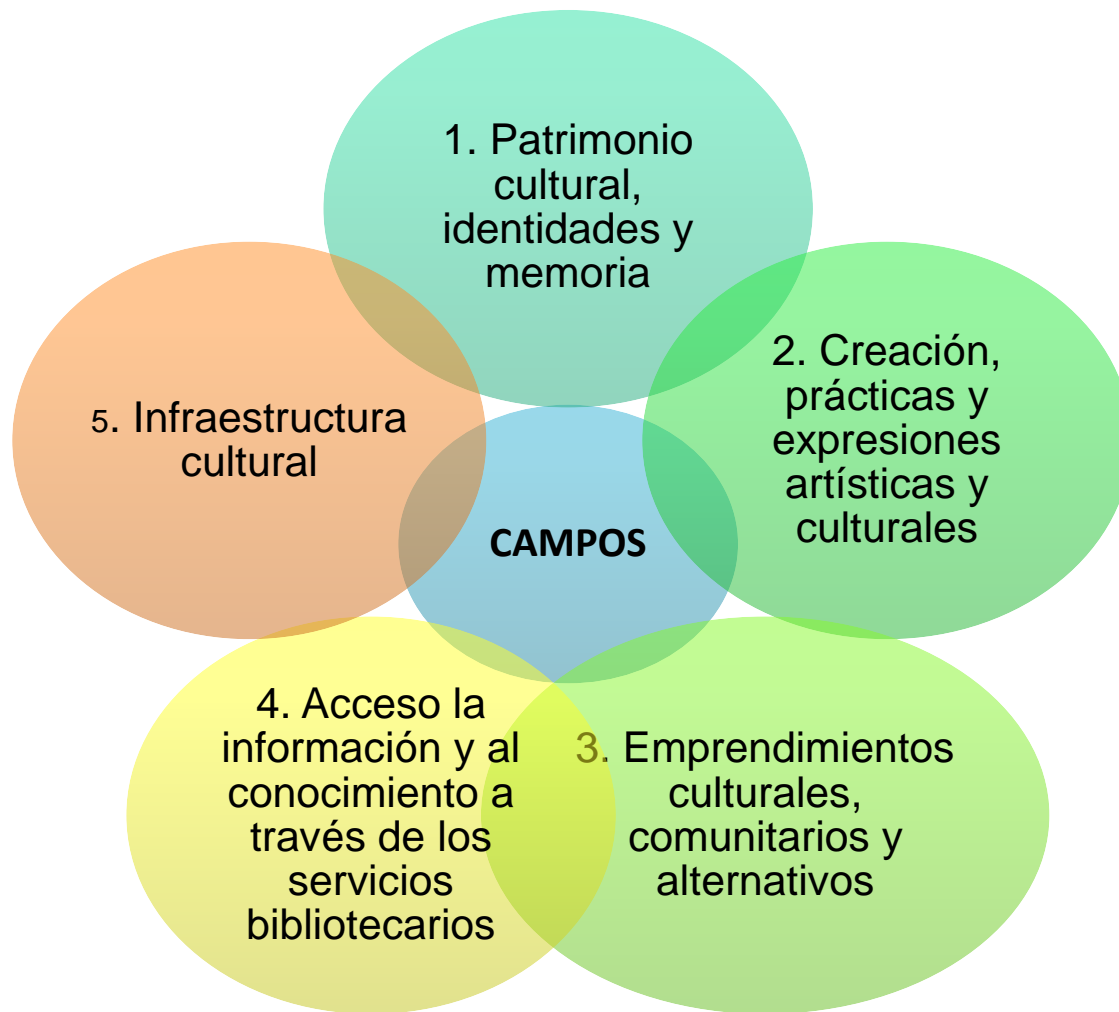 1. Patrimonio
cultural,
identidades y
memoria
2. Creación,
prácticas y
expresiones
artísticas y
culturales
3. Emprendimientos
culturales,
comunitarios y
alternativos
4. Acceso la
información y al
conocimiento a
través de los
servicios
bibliotecarios
5. Infraestructura
cultural
CAMPOS